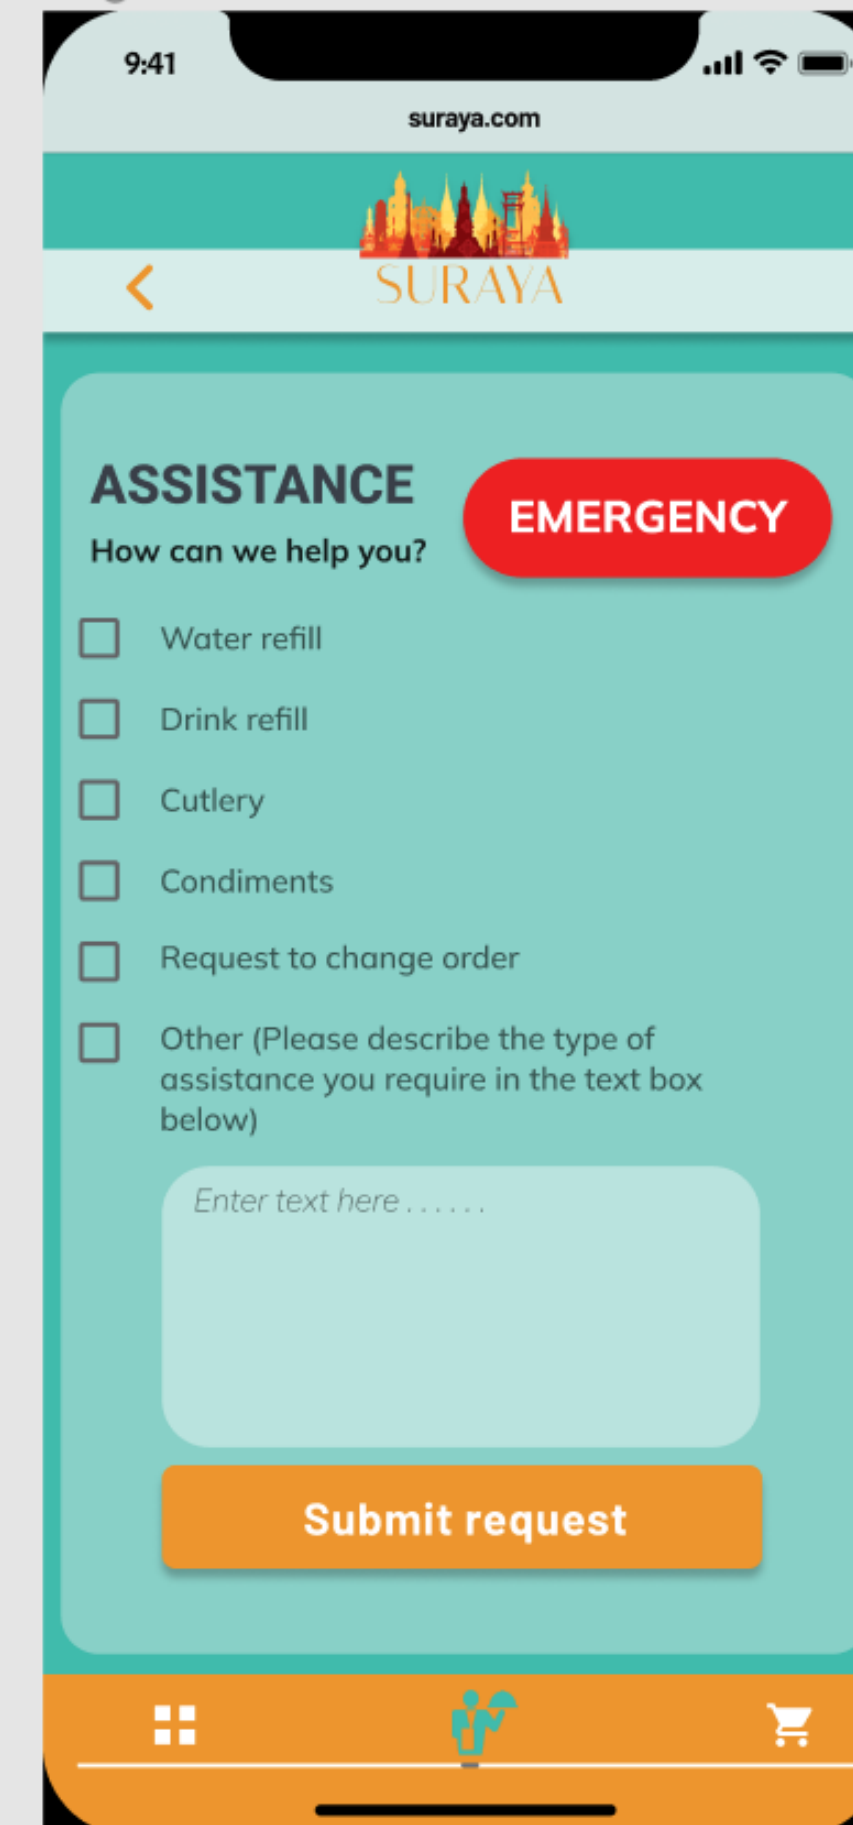 9:41
suraya.com
SURAYA
ASSISTANCE
EMERGENCY
How can we help you?
Water refill
Drink refill
Cutlery
Condiments
Request to change order
Other (Please describe the type of
assistance you require in the text box
below)
Enter text here . . . . . .
Submit request